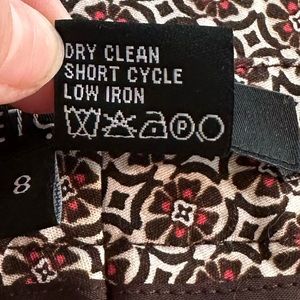 DRY CLEAN
SHORT CYCLE
LOW IRON
P
8